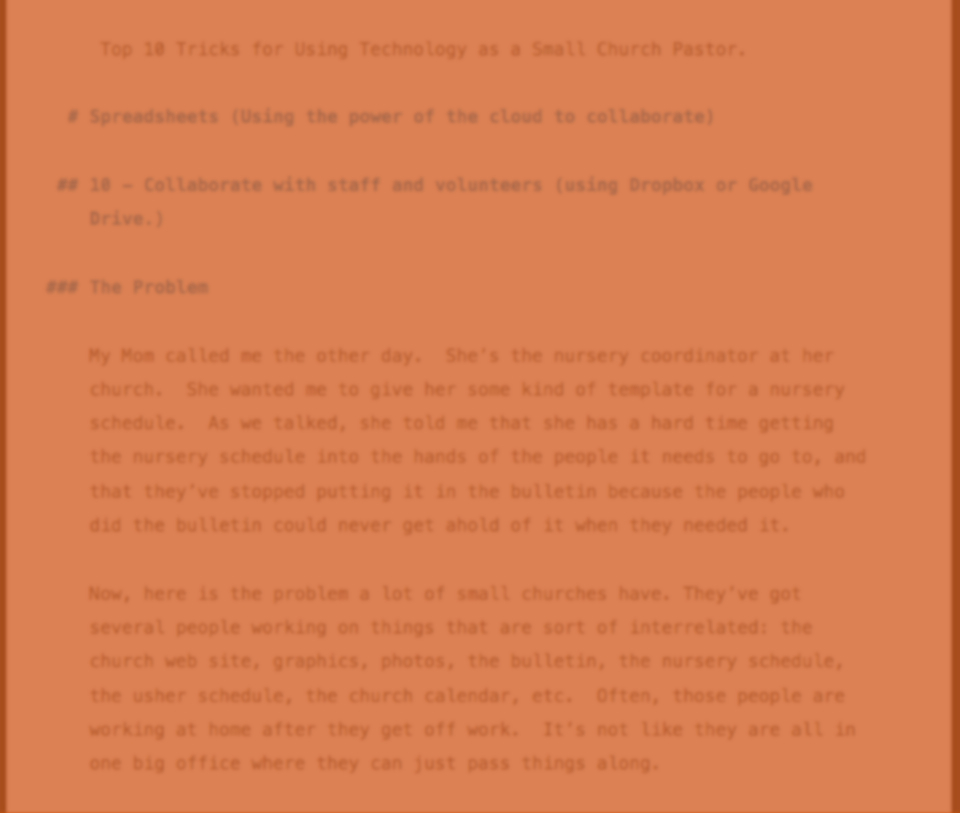 Top 10 Tricks for Using Technology as a Small Church Pastor.
# Spreadsheets (Using the power of the cloud to collaborate)
## 10 – Collaborate with staff and volunteers (using Dropbox or Google
Drive.)
### The Problem
My Mom called me the other day.  She's the nursery coordinator at her
church.  She wanted me to give her some kind of template for a nursery
schedule.  As we talked, she told me that she has a hard time getting
the nursery schedule into the hands of the people it needs to go to, and
that they've stopped putting it in the bulletin because the people who
did the bulletin could never get ahold of it when they needed it.
Now, here is the problem a lot of small churches have. They've got
several people working on things that are sort of interrelated: the
church web site, graphics, photos, the bulletin, the nursery schedule,
the usher schedule, the church calendar, etc.  Often, those people are
working at home after they get off work.  It's not like they are all in
one big office where they can just pass things along.